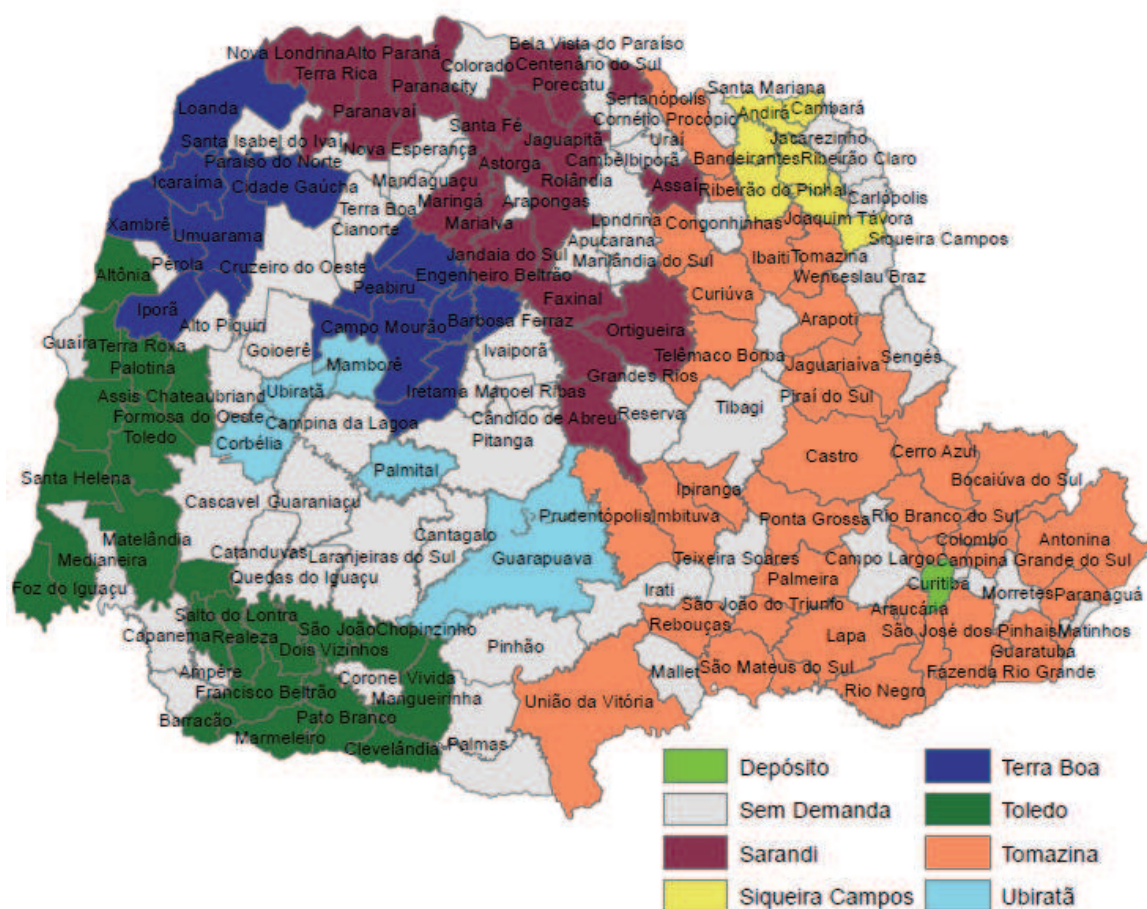 Bela Vista do Paraíso
Nova Londrina Alto Paraná
Colorado
Centenário do Sul
Terra Rica
Paranacity
Porecatu
Santa Mariana
Loanda
Sertanópolis
Andirá
Cambará
Paranavaí
Santa Fé
Cornélio Procópio
Santa Isabel do Ivaí
Jaguapitã
Uraí
Jacarezinho
Nova Esperança
Paraíso do Norte
Astorga
Cambé Ibiporã
Bandeirantes
Ribeirão Claro
Icaraíma
Cidade Gaúcha
Mandaguaçu
Rolândia
Assaí
Ribeirão do Pinhal
Carlópolis
Terra Boa
Maringá
Arapongas
Xambrê
Cianorte
Marialva
Londrina
Congonhinhas
Joaquim Távora
Umuarama
Apucarana
Siqueira Campos
Pérola
Cruzeiro do Oeste
Jandaia do Sul
Marilândia do Sul
Ibaiti
Tomazina
Altônia
Engenheiro Beltrão
Wenceslau Braz
Peabiru
Curiúva
Iporã
Faxinal
Alto Piquiri
Campo Mourão
Barbosa Ferraz
Ortigueira
Arapoti
Guaíra
Terra Roxa
Goioerê
Ivaiporã
Telêmaco Borba
Sengés
Palotina
Mamborê
Jaguariaíva
Grandes Rios
Assis Chateaubriand
Ubiratã
Iretama
Manoel Ribas
Piraí do Sul
Formosa do Oeste
Campina da Lagoa
Cândido de Abreu
Reserva
Tibagi
Toledo
Corbélia
Pitanga
Castro
Cerro Azul
Santa Helena
Palmital
Ipiranga
Bocaiúva do Sul
Cascavel
Guaraniaçu
Prudentópolis
Imbituva
Ponta Grossa
Rio Branco do Sul
Matelândia
Cantagalo
Colombo
Antonina
Medianeira
Catanduvas
Laranjeiras do Sul
Guarapuava
Teixeira Soares
Campo Largo
Campina Grande do Sul
Foz do Iguaçu
Quedas do Iguaçu
Palmeira
Curitiba
Irati
Morretes
Paranaguá
Salto do Lontra
São João do Triunfo
Araucária
Capanema
Realeza
São João
Chopinzinho
Rebouças
São José dos Pinhais
Matinhos
Dois Vizinhos
Pinhão
Lapa
Guaratuba
Ampére
Coronel Vivida
Mallet
São Mateus do Sul
Fazenda Rio Grande
Francisco Beltrão
Mangueirinha
Rio Negro
Barracão
Pato Branco
União da Vitória
Marmeleiro
Clevelândia
Palmas
Depósito
Terra Boa
Sem Demanda
Toledo
Sarandi
Tomazina
Siqueira Campos
Ubiratã